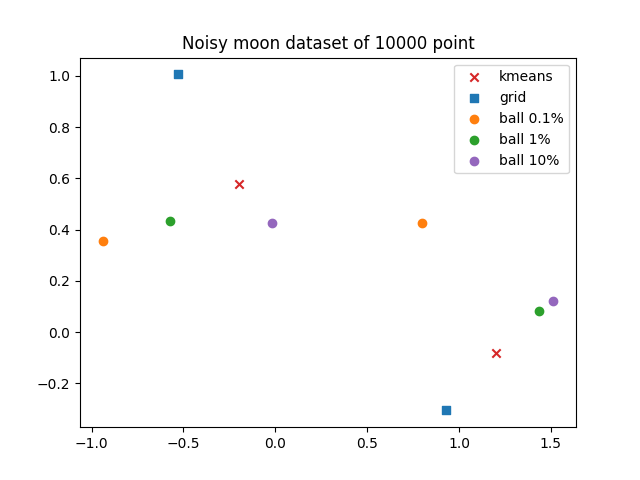 Noisy moon dataset of 10000 point
kmeans
grid
ball 0.1%
ball 1%
ball 10%
1.0
0.8
0.6
0.4
0.2
0.0
−0.2
−1.0 −0.5 0.0 0.5 1.0 1.5